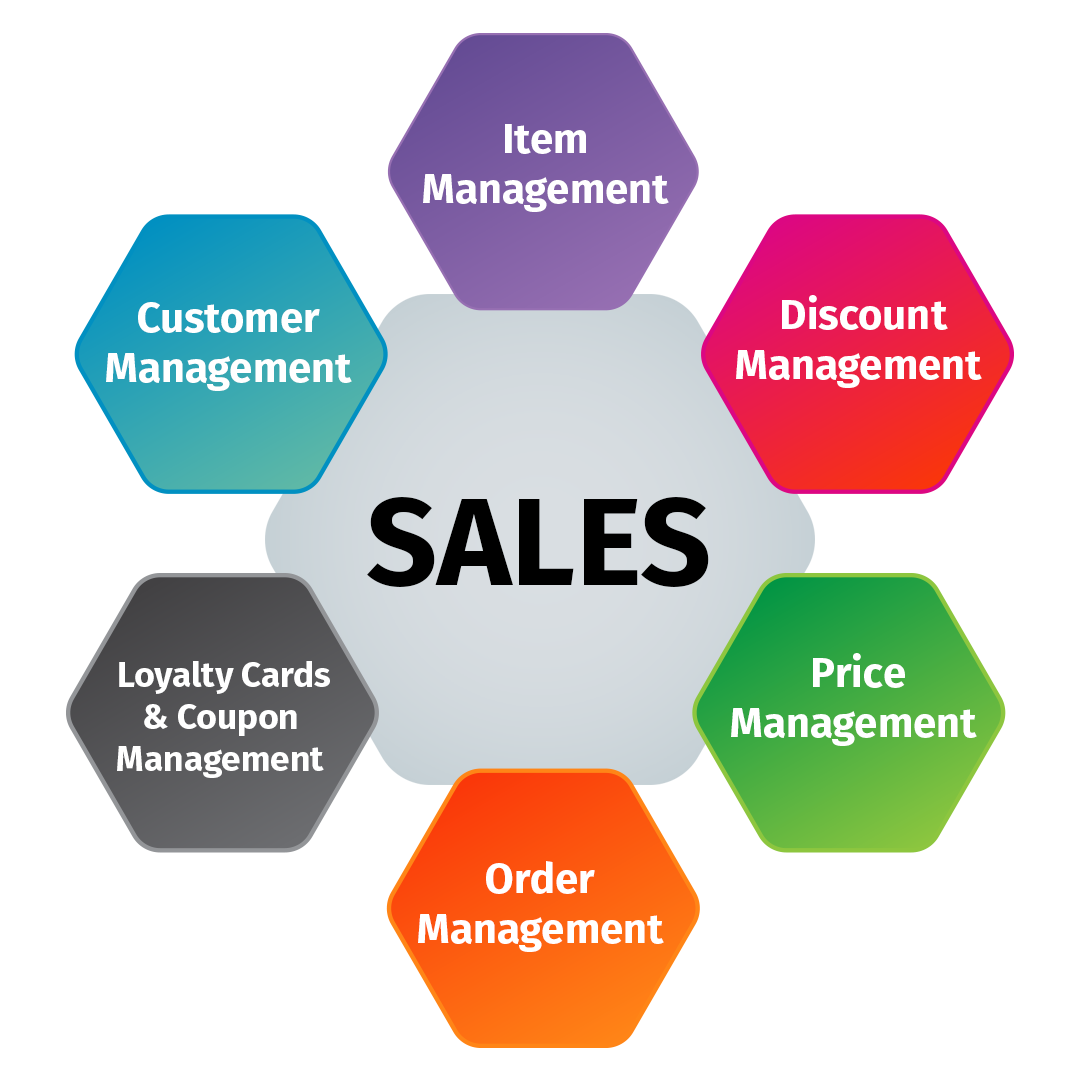 Item
Management
Customer
Management
Discount
Management
SALES
Loyalty Cards
& Coupon
Management
Price
Management
Order
Management